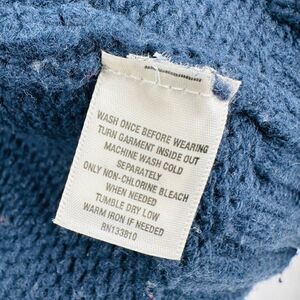 WASH ONCE BEFORE WEARING
TURN GARMENT INSIDE OUT
MACHINE WASH COLD
SEPARATELY
ONLY NON-CHLORINE BLEACH
WHEN NEEDED
TUMBLE DRY LOW
WARM IRON IF NEEDED
RN133810